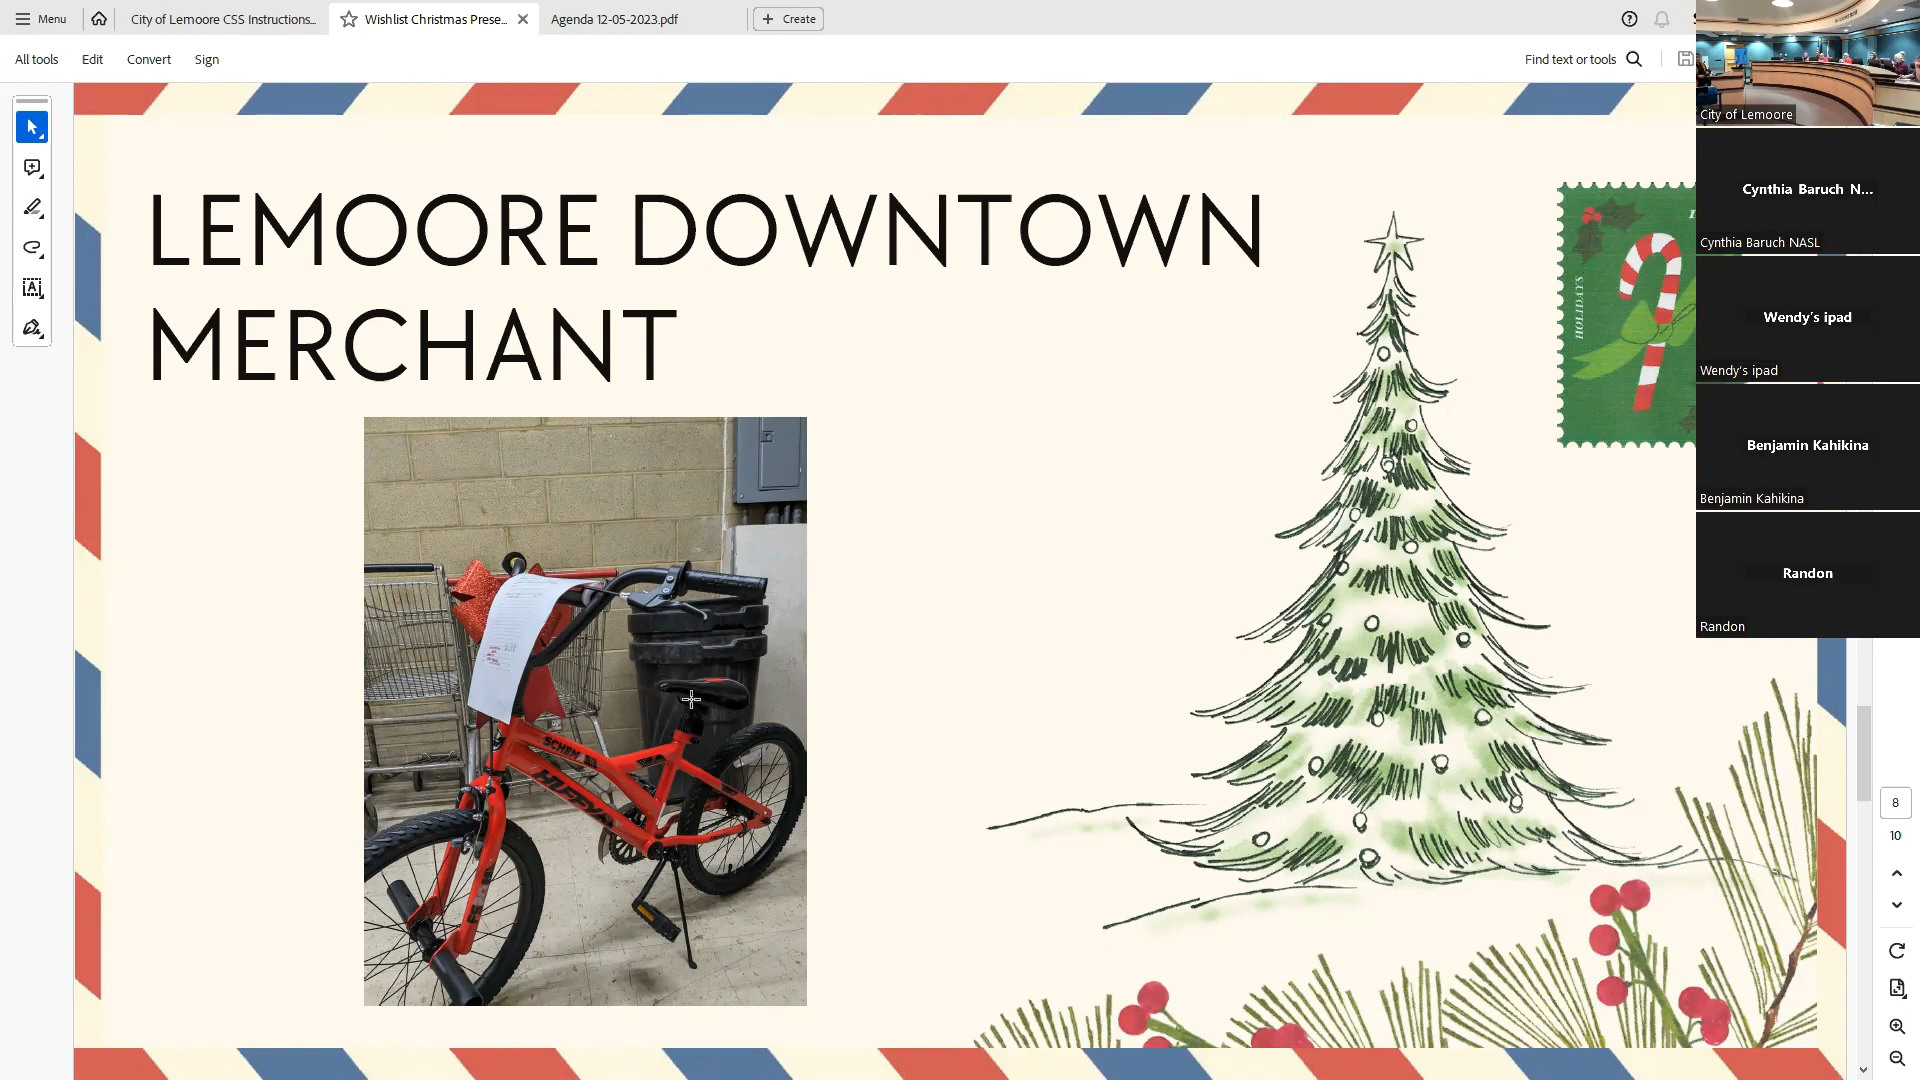 Menu
City of Lemoore CSS Instructions...
Wishlist Christmas Prese...
Agenda 12-05-2023.pdf
Create
All tools
Edit
Convert
Sign
Find text or tools
LEMOORE DOWNTOWN
MERCHANT
HOLIDAYS
SCHEM
HUFFY
City of Lemoore
Cynthia Baruch N...
Cynthia Baruch NASL
Wendy's ipad
Wendy's ipad
Benjamin Kahikina
Benjamin Kahikina
Randon
Randon
8
10